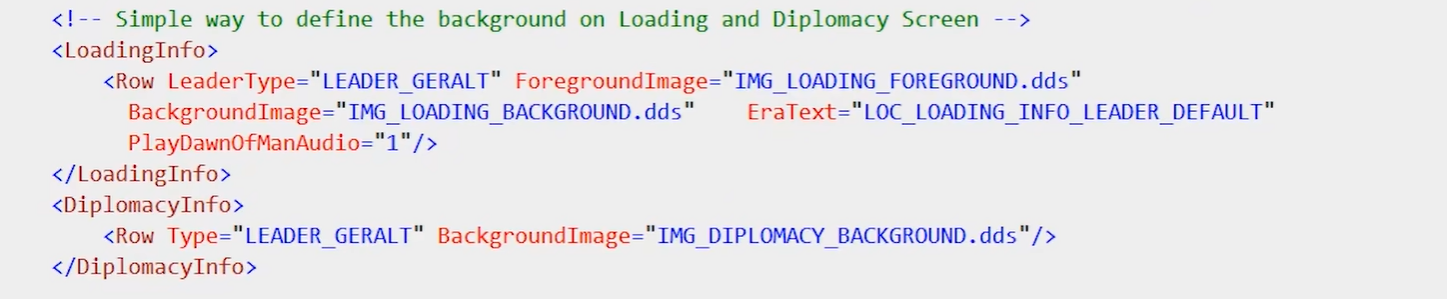 <!-- Simple way to define the background on Loading and Diplomacy Screen -->
<LoadingInfo>
<Row LeaderType="LEADER_GERALT" ForegroundImage="IMG_LOADING_FOREGROUND.dds"
BackgroundImage="IMG_LOADING_BACKGROUND.dds" EraText="LOC_LOADING_INFO_LEADER_DEFAULT"
PlayDawnOfManAudio="1"/>
</LoadingInfo>
<DiplomacyInfo>
<Row Type="LEADER_GERALT" BackgroundImage="IMG_DIPLOMACY_BACKGROUND.dds"/>
</DiplomacyInfo>